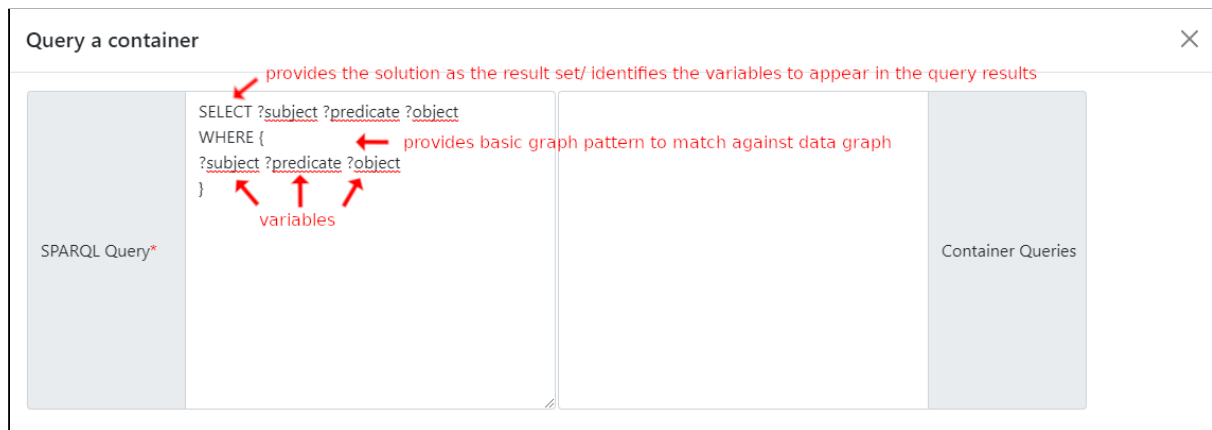 Query a container
provides the solution as the result set/ identifies the variables to appear in the query results
SELECT ?subject ?predicate ?object
WHERE {
provides basic graph pattern to match against data graph
?subject ?predicate ?object
}
variables
SPARQL Query*
Container Queries